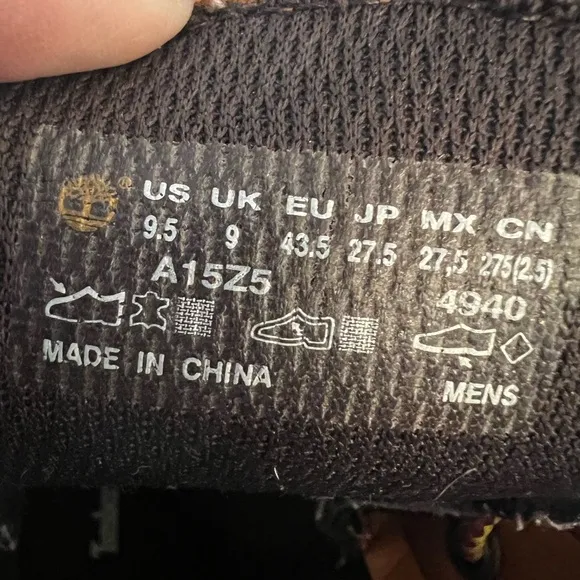 ® US UK EU JP MX CN
9.5 9 43.5 27.5 27,5 275(2.5)
A15Z5 4940
MADE IN CHINA MENS